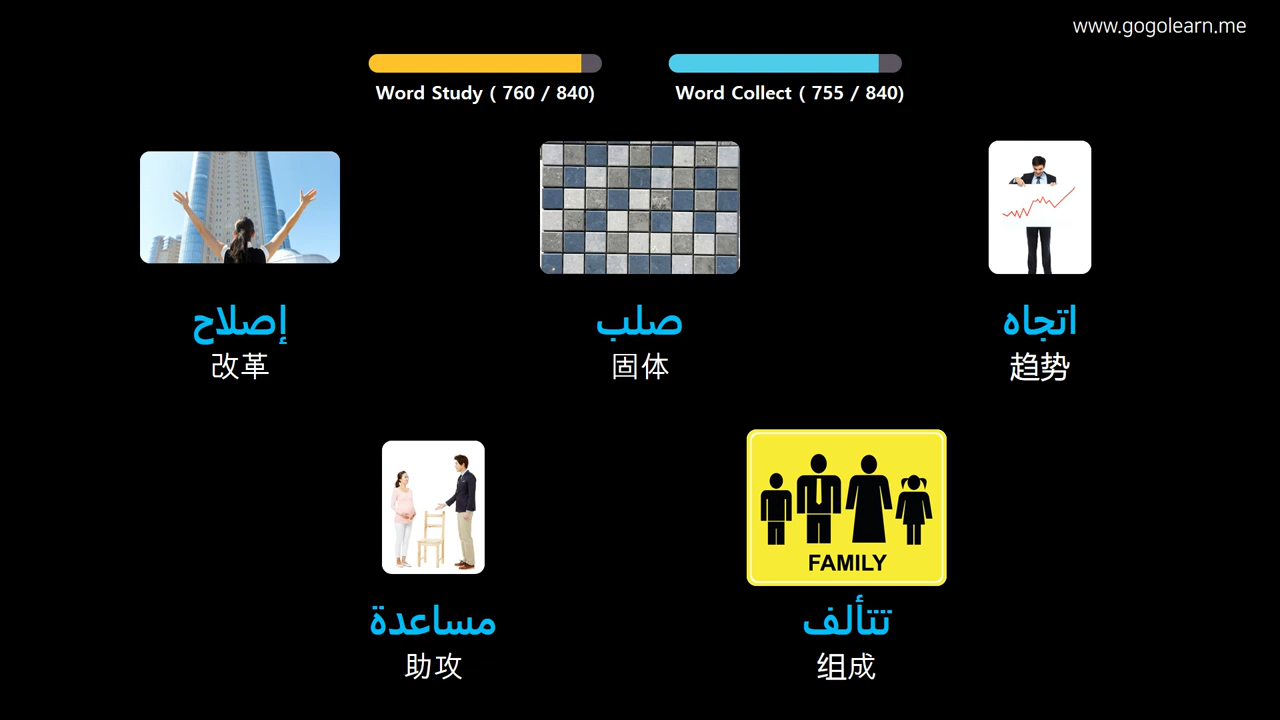 www.gogolearn.me
Word Study ( 760 / 840)
Word Collect ( 755 / 840)
إصلاح
改革
صلب
固体
اتجاه
趋势
FAMILY
مساعدة
助攻
تتألف
组成